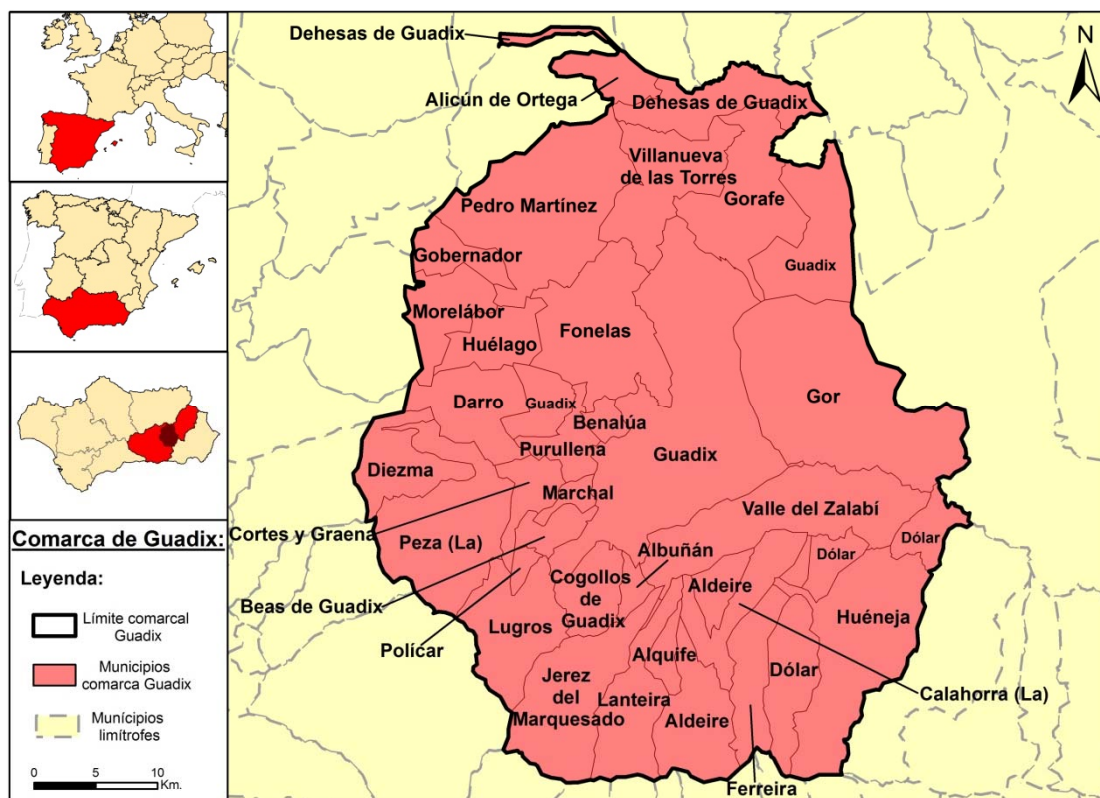 Comarca de Guadix:
Leyenda:
Límite comarcal
Guadix
Municipios
comarca Guadix
Munícipios
limítrofes
0 5 10
Km.
N
Dehesas de Guadix
Alicún de Ortega
Dehesas de Guadix
Villanueva
de las Torres
Gorafe
Pedro Martínez
Gobernador
Guadix
Morelábor
Fonelas
Huélago
Darro
Guadix
Gor
Benalúa
Purullena
Guadix
Diezma
Marchal
Valle del Zalabí
Cortes y Graena
Peza (La)
Albuñán
Dólar
Dólar
Cogollos
de
Guadix
Aldeire
Beas de Guadix
Huéneja
Lugros
Polícar
Alquife
Dólar
Jerez
del
Marquesado
Lanteira
Aldeire
Calahorra (La)
Ferreira